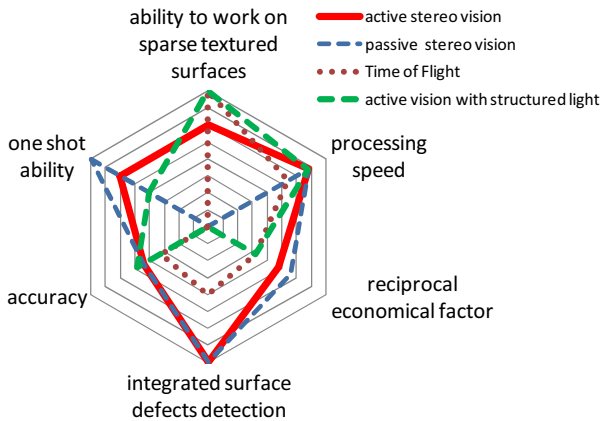 ability to work on
sparse textured
surfaces
active stereo vision
passive  stereo vision
Time of Flight
active vision with structured light
one shot
ability
processing
speed
accuracy
reciprocal
economical factor
integrated surface
defects detection